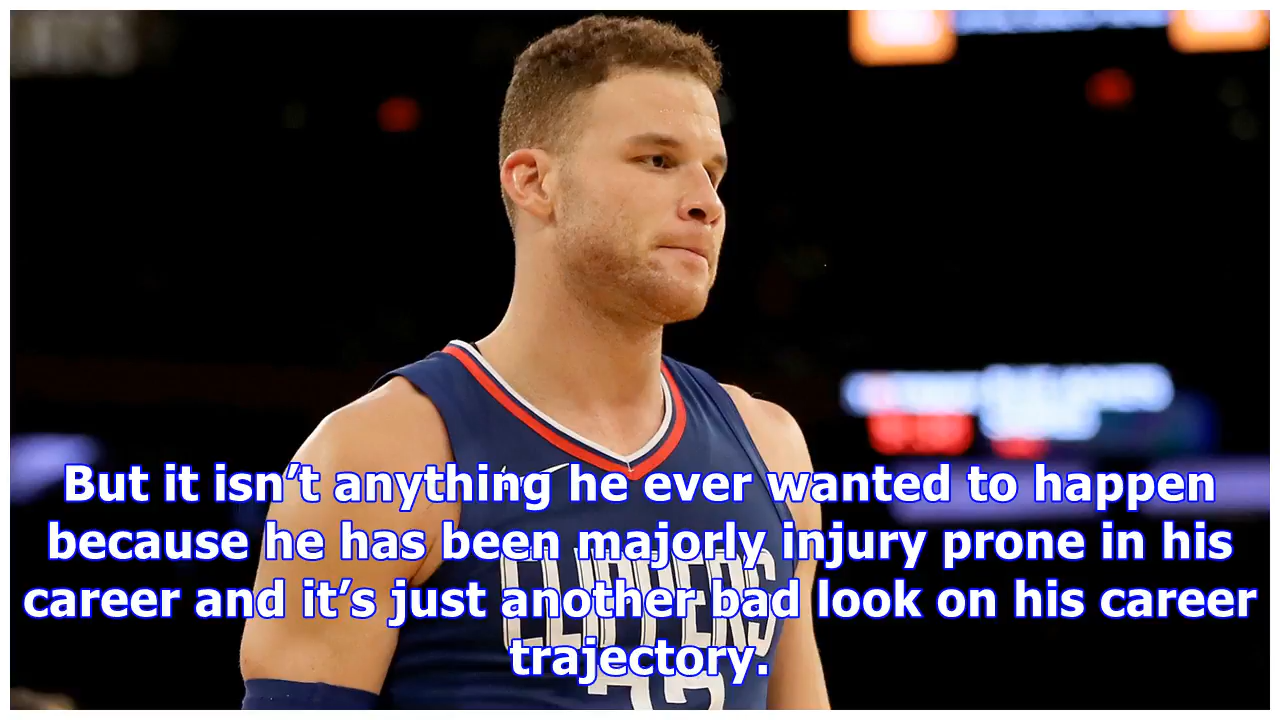 But it isn’t anything he ever wanted to happen
because he has been majorly injury prone in his
career and it’s just another bad look on his career
trajectory.
CLIPPERS